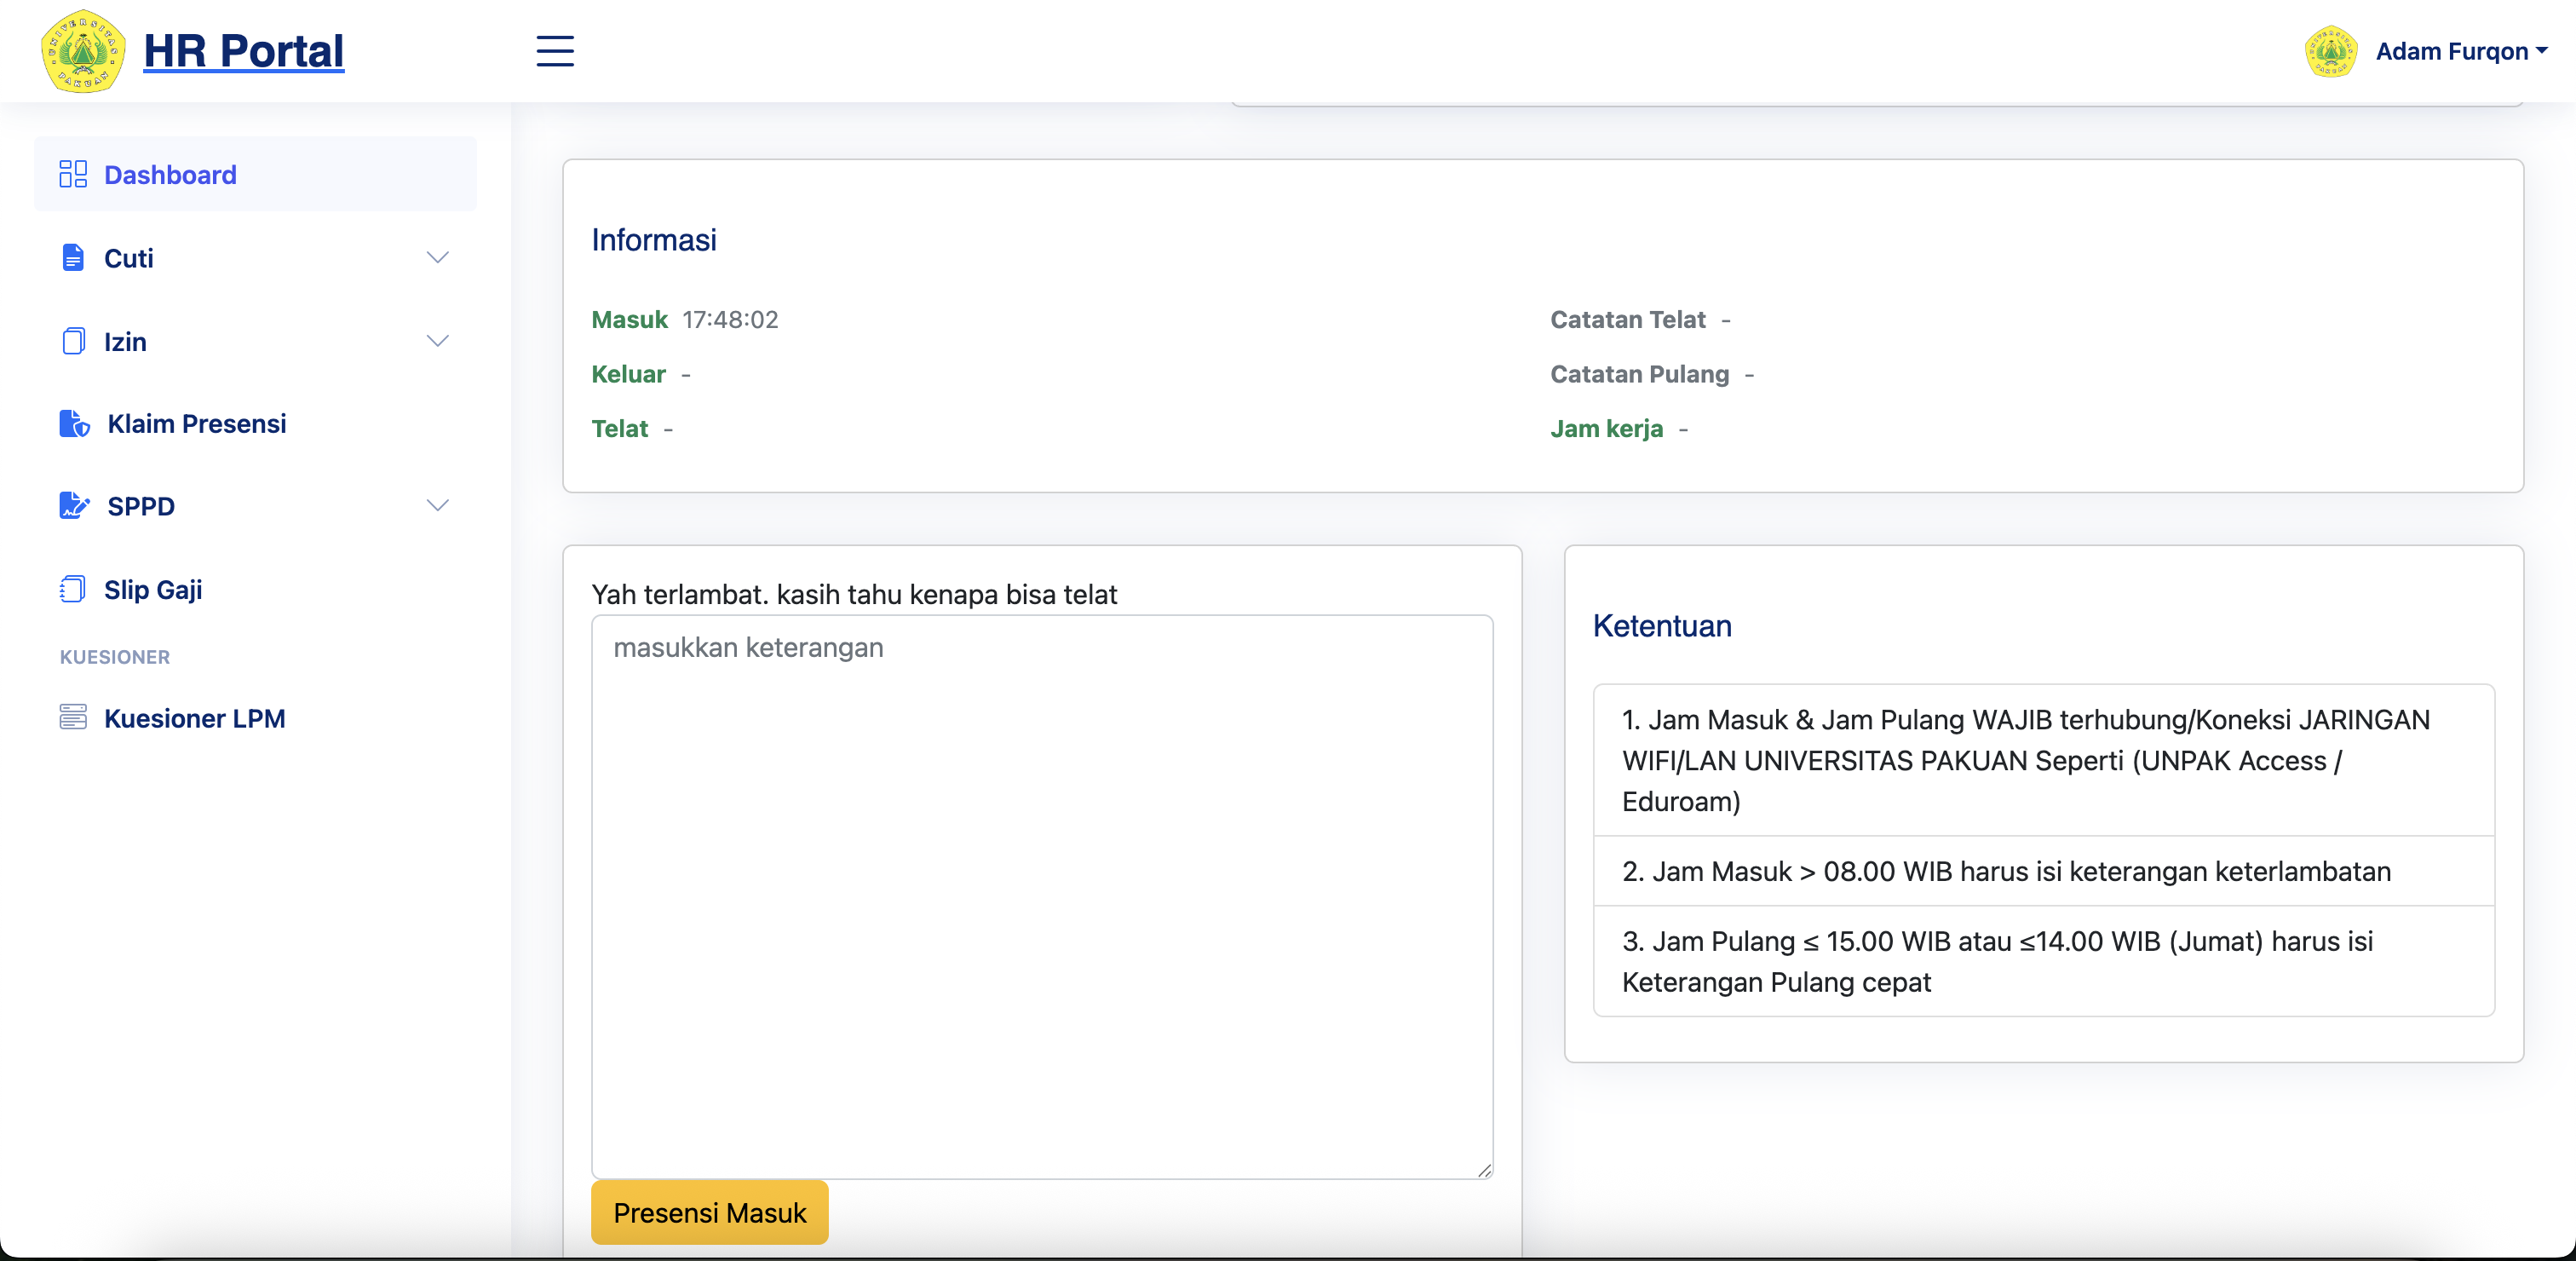 UNIVERSITAS PAKUAN
HR Portal
Adam Furqon
Dashboard
Cuti
Izin
Klaim Presensi
SPPD
Slip Gaji
KUESIONER
Kuesioner LPM
Informasi
Masuk 17:48:02
Keluar -
Telat -
Catatan Telat -
Catatan Pulang -
Jam kerja -
Yah terlambat. kasih tahu kenapa bisa telat
masukkan keterangan
Presensi Masuk
Ketentuan
1. Jam Masuk & Jam Pulang WAJIB terhubung/Koneksi JARINGAN
WIFI/LAN UNIVERSITAS PAKUAN Seperti (UNPAK Access /
Eduroam)
2. Jam Masuk > 08.00 WIB harus isi keterangan keterlambatan
3. Jam Pulang ≤ 15.00 WIB atau ≤14.00 WIB (Jumat) harus isi
Keterangan Pulang cepat